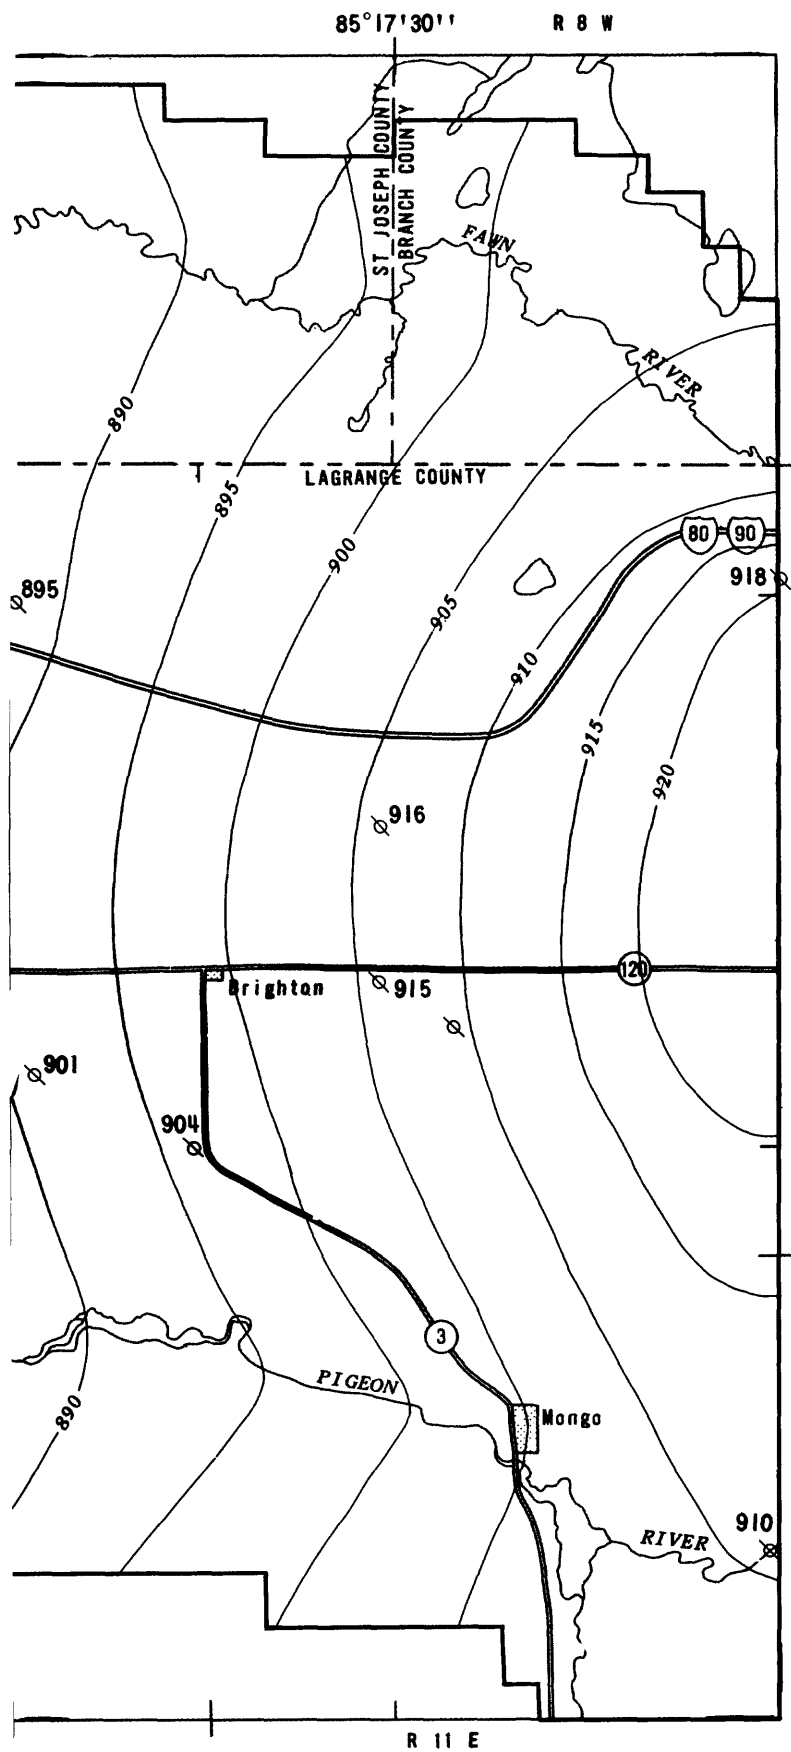 85°17'30"
R 8 W
ST JOSEPH COUNTY
BRANCH COUNTY
FAWN
RIVER
890
LAGRANGE COUNTY
895
80
90
900
918
895
905
910
915
920
916
120
Brighton
915
901
904
3
PIGEON
890
Mongo
910
RIVER
R 11 E